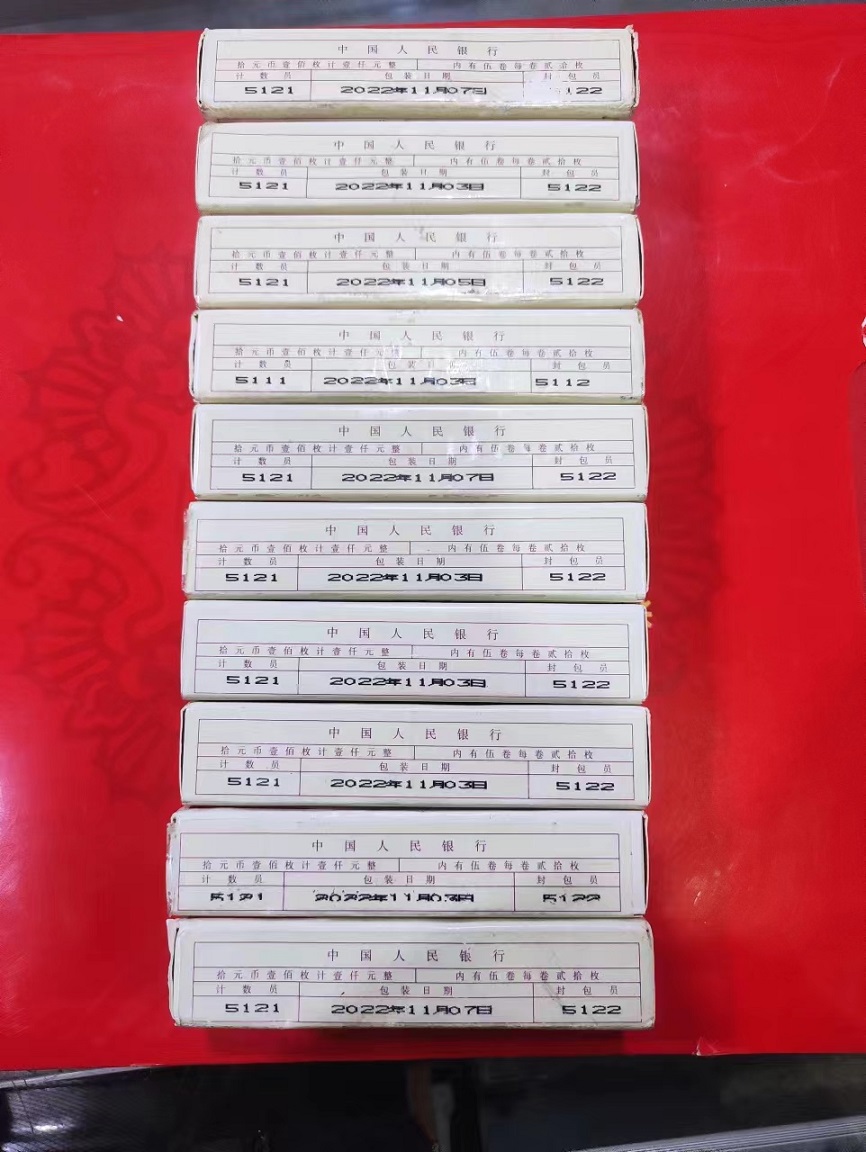 中国人民银行
拾元币壹佰枚计壹仟元整 内有伍卷每卷贰拾枚
计数员 包装日期 封包员
5121 2022年11月07日 122
中国人民银行
拾元币壹佰枚计壹仟元整 内有伍卷每卷贰拾枚
计数员 包装日期 封包员
5121 2022年11月03日 5122
中国人民银行
拾元币壹佰枚计壹仟元整 内有伍卷每卷贰拾枚
计数员 包装日期 封包员
5121 2022年11月05日 5122
中国人民银行
拾元币壹佰枚计壹仟元 内有伍卷每卷贰拾枚
计数员 包装日期 封包员
5111 2022年11月03日 5112
中国人民银行
拾元币壹佰枚计壹仟元整 内有伍卷每卷贰拾枚
计数员 包装日期 封包员
5121 2022年11月07日 5122
中国人民银行
拾元币壹佰枚计壹仟元整 内有伍卷每卷贰拾枚
计数员 包装日期 封包员
5121 2022年11月03日 5122
中国人民银行
拾元币壹佰枚计壹仟元整 内有伍卷每卷贰拾枚
计数员 包装日期 封包员
5121 2022年11月03日 5122
中国人民银行
拾元币壹佰枚计壹仟元整 内有伍卷每卷贰拾枚
计数员 包装日期 封包员
5121 2022年11月03日 5122
中国人民银行
拾元币壹佰枚计壹仟元整 内有伍卷每卷贰拾枚
计数员 包装日期 封包员
5121 2022年11月03日 5122
中国人民银行
拾元币壹佰枚计壹仟元整 内有伍卷每卷贰拾枚
计数员 包装日期 封包员
5121 2022年11月07日 5122